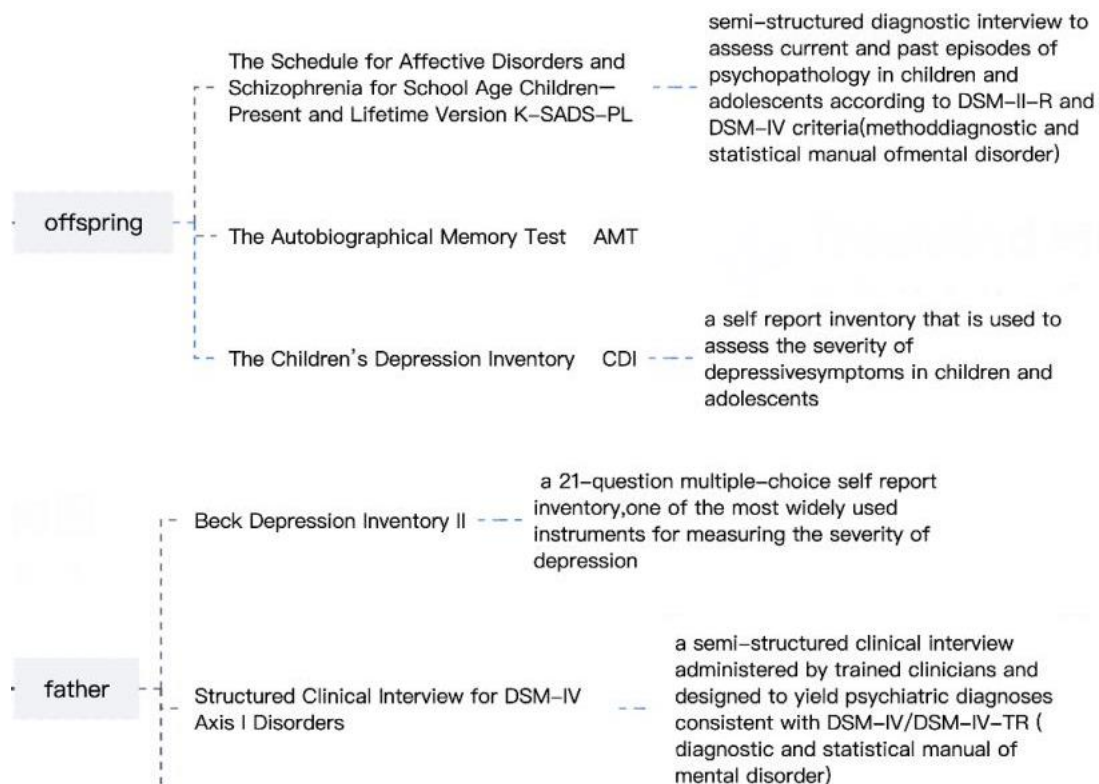 offspring
The Schedule for Affective Disorders and
Schizophrenia for School Age Children—
Present and Lifetime Version K-SADS-PL
semi-structured diagnostic interview to
assess current and past episodes of
psychopathology in children and
adolescents according to DSM-II-R and
DSM-IV criteria(methoddiagnostic and
statistical manual ofmental disorder)
The Autobiographical Memory Test AMT
The Children's Depression Inventory CDI
a self report inventory that is used to
assess the severity of
depressivesymptoms in children and
adolescents
father
Beck Depression Inventory II
a 21-question multiple-choice self report
inventory,one of the most widely used
instruments for measuring the severity of
depression
Structured Clinical Interview for DSM-IV
Axis I Disorders
a semi-structured clinical interview
administered by trained clinicians and
designed to yield psychiatric diagnoses
consistent with DSM-IV/DSM-IV-TR (
diagnostic and statistical manual of
mental disorder)